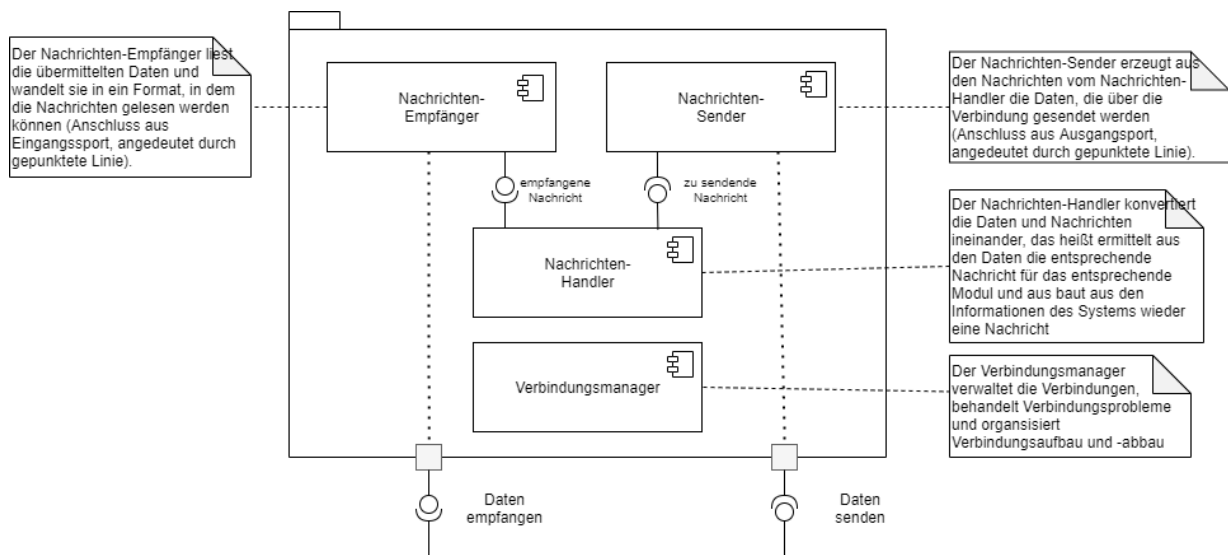 Der Nachrichten-Empfänger liest
die übermittelten Daten und
wandelt sie in ein Format, in dem
die Nachrichten gelesen werden
können (Anschluss aus
Eingangssport, angedeutet durch
gepunktete Linie).
Nachrichten-
Empfänger
Nachrichten-
Sender
Der Nachrichten-Sender erzeugt aus
den Nachrichten vom Nachrichten-
Handler die Daten, die über die
Verbindung gesendet werden
(Anschluss aus Ausgangsport,
angedeutet durch gepunktete Linie).
empfangene
Nachricht
zu sendende
Nachricht
Nachrichten-
Handler
Der Nachrichten-Handler konvertiert
die Daten und Nachrichten
ineinander, das heißt ermittelt aus
den Daten die entsprechende
Nachricht für das entsprechende
Modul und aus baut aus den
Informationen des Systems wieder
eine Nachricht
Verbindungsmanager
Der Verbindungsmanager
verwaltet die Verbindungen,
behandelt Verbindungsprobleme
und organsisiert
Verbindungsaufbau und -abbau
Daten
empfangen
Daten
senden